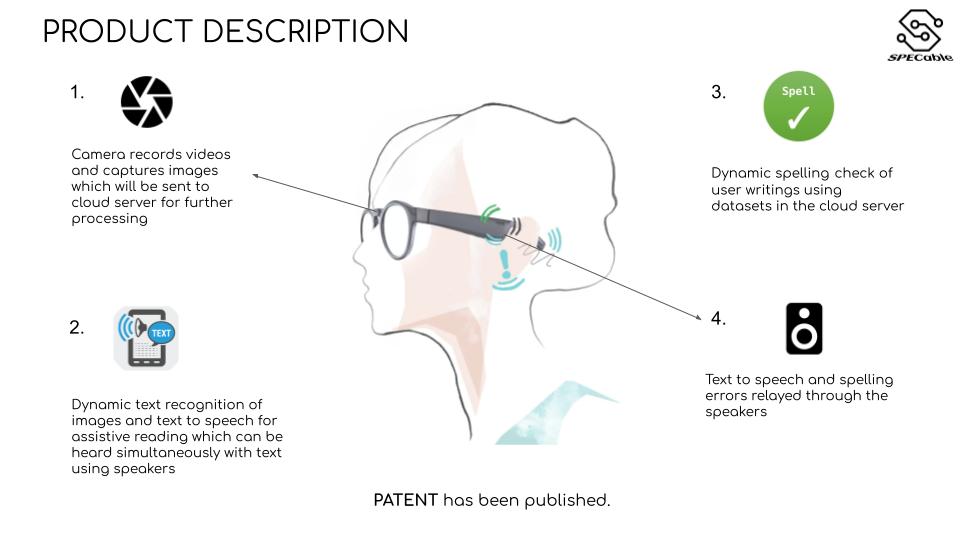 PRODUCT DESCRIPTION
SPECable
1.
Camera records videos
and captures images
which will be sent to
cloud server for further
processing
2.
TEXT
Dynamic text recognition of
images and text to speech for
assistive reading which can be
heard simultaneously with text
using speakers
3.
Spell
Dynamic spelling check of
user writings using
datasets in the cloud server
4.
Text to speech and spelling
errors relayed through the
speakers
PATENT has been published.